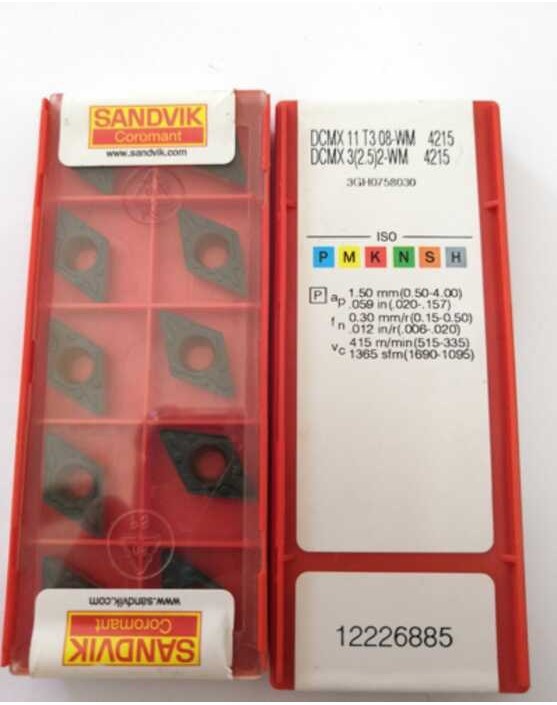 SANDVIK
Coromant
www.sandvik.com
www.sandvik.com
Coromant
SANDVIK
DCMX 11 T3 08-WM 4215
DCMX 3(2.5)2-WM 4215
3GH0758030
ISO
P M K N S H
P ap 1.50 mm(0.50-4.00)
.059 in(.020-.157)
fn 0.30 mm/r(0.15-0.50)
.012 in/r(.006-.020)
vc 415 m/min(515-335)
1365 sfm(1690-1095)
12226885